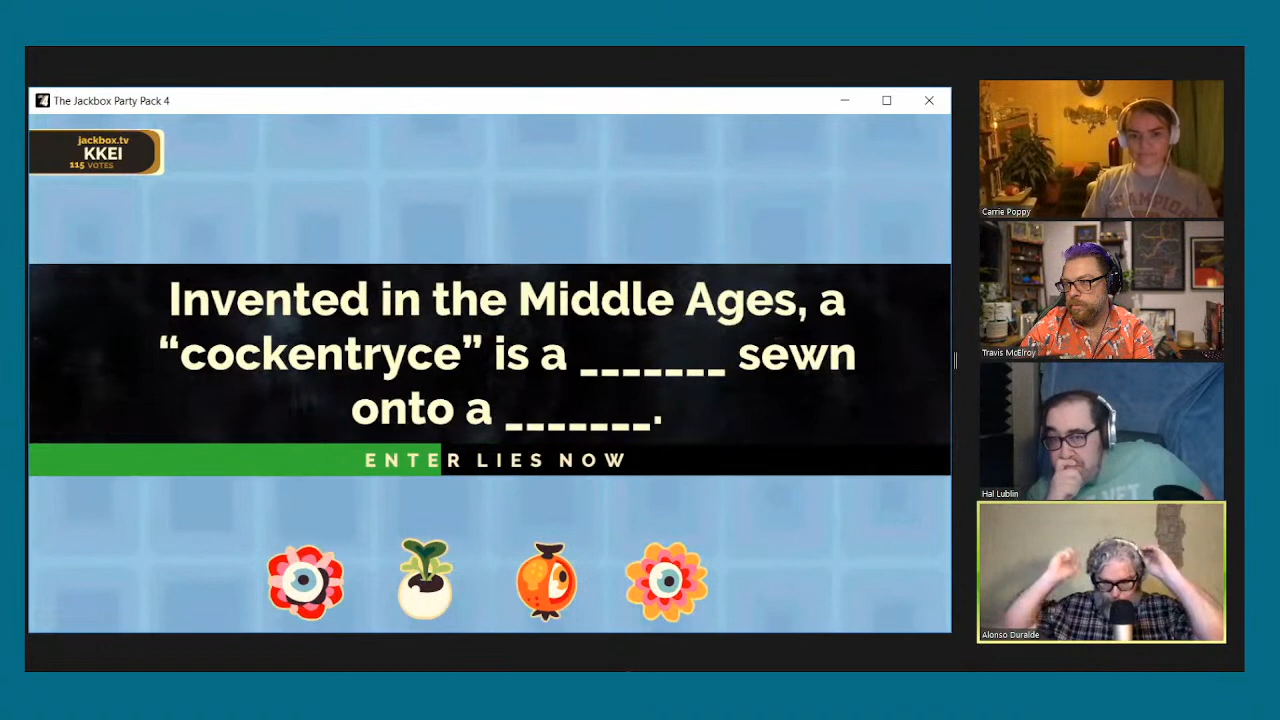 The Jackbox Party Pack 4
jackbox.tv
KKEI
115 VOTES
Invented in the Middle Ages, a
“cockentryce” is a _______ sewn
onto a _______.
ENTER LIES NOW
Carrie Poppy
Travis McElroy
Hal Lublin
Alonso Duralde